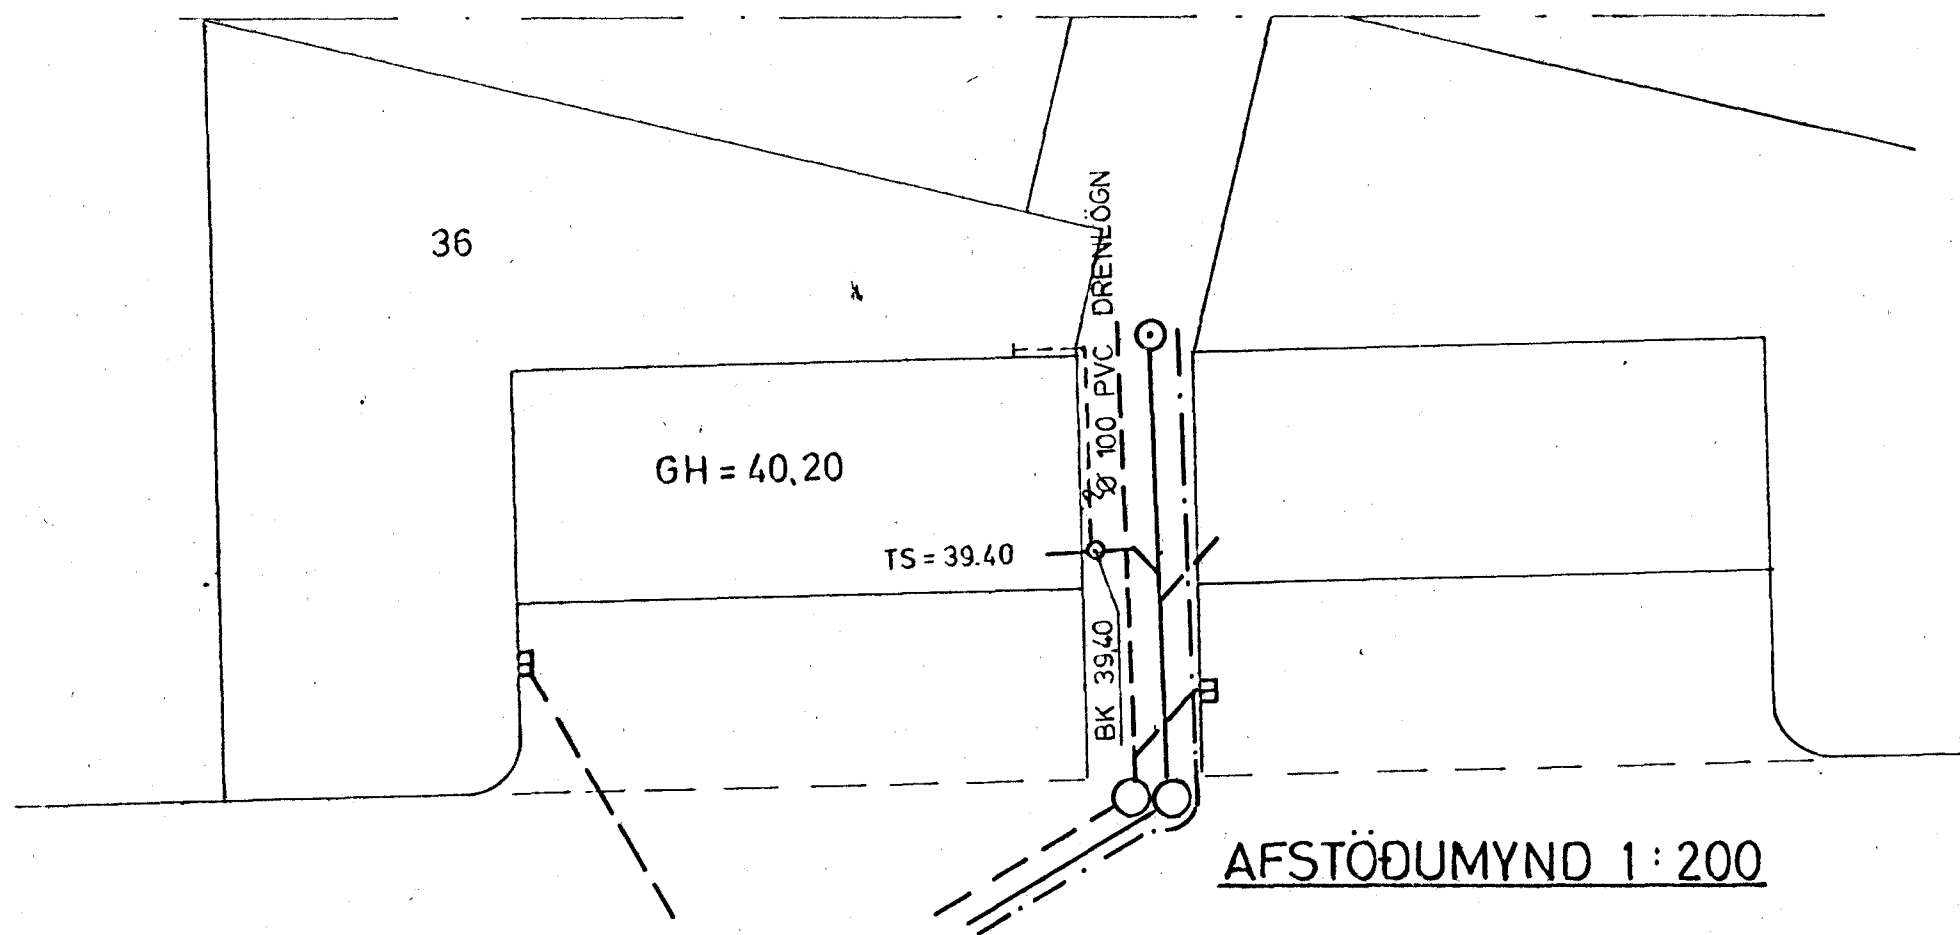 36
Ø 100 PVC DRENLÖGN
GH = 40,20
TS = 39.40
BK 39,40
AFSTÖÐUMYND 1:200